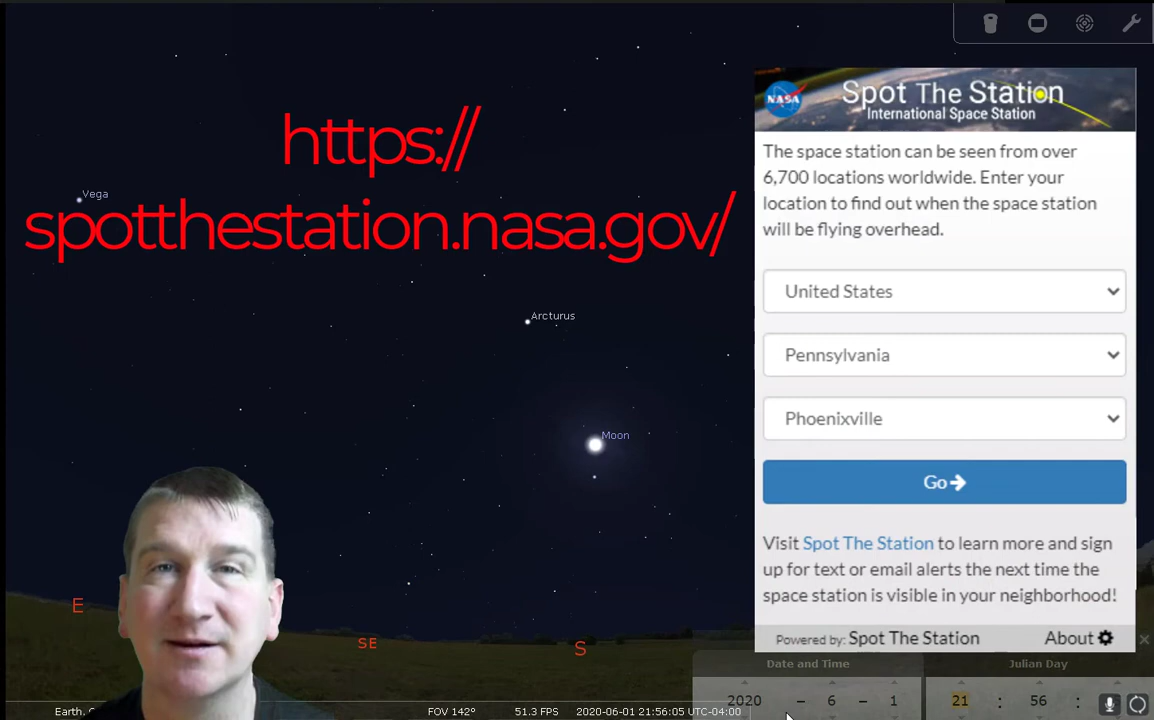 https://
spotthestation.nasa.gov/
Vega
Arcturus
Moon
E
SE
S
NASA
Spot The Station
International Space Station
The space station can be seen from over
6,700 locations worldwide. Enter your
location to find out when the space station
will be flying overhead.
United States
Pennsylvania
Phoenixville
Go
Visit Spot The Station to learn more and sign
up for text or email alerts the next time the
space station is visible in your neighborhood!
Powered by: Spot The Station About
Date and Time Julian Day
2020 – 6 – 1 21 : 56 :
Earth, FOV 142° 51.3 FPS 2020-06-01 21:56:05 UTC-04:00